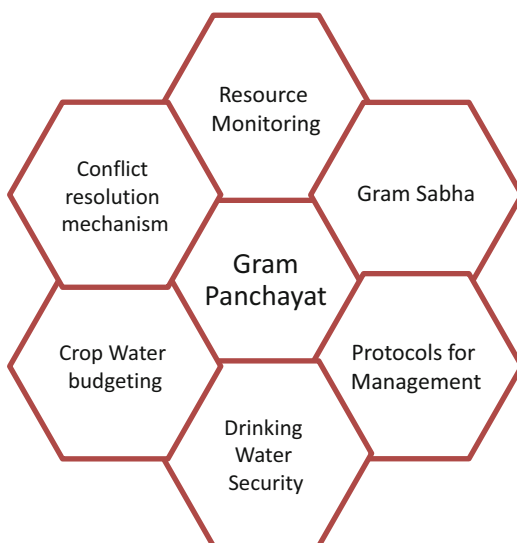 Resource
Monitoring
Conflict
resolution
mechanism
Gram Sabha
Gram
Panchayat
Crop Water
budgeting
Protocols for
Management
Drinking
Water
Security